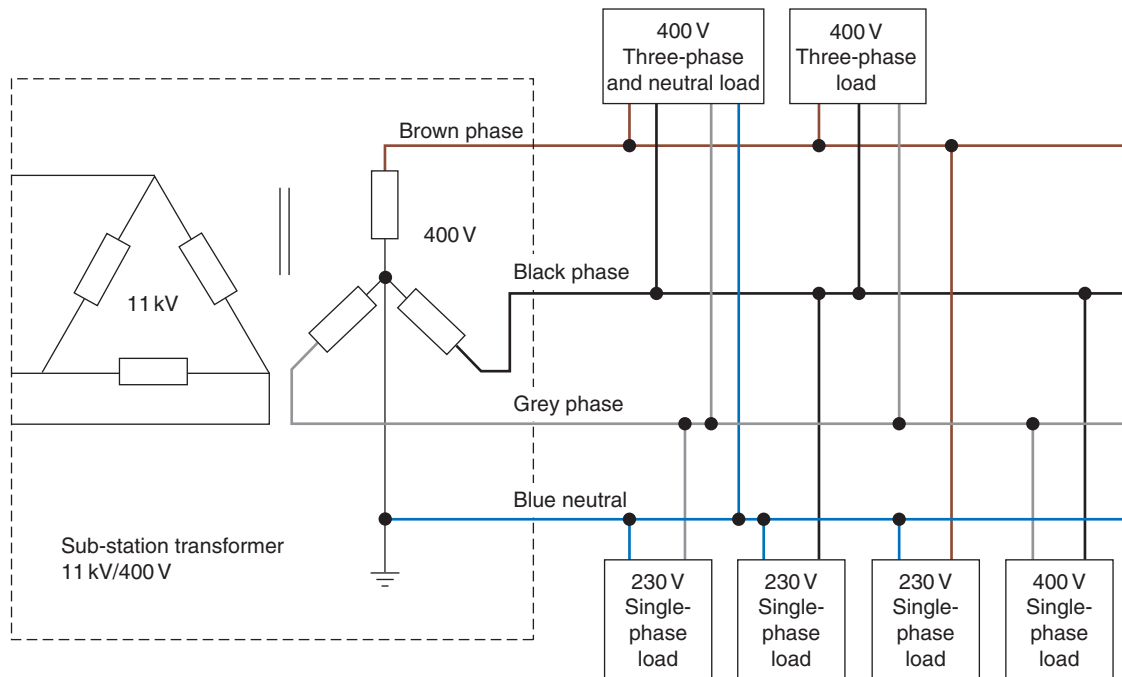 400 V
Three-phase
and neutral load
400 V
Three-phase
load
Brown phase
400 V
Black phase
11 kV
Grey phase
Blue neutral
Sub-station transformer
11 kV/400 V
230 V
Single-
phase
load
230 V
Single-
phase
load
230 V
Single-
phase
load
400 V
Single-
phase
load